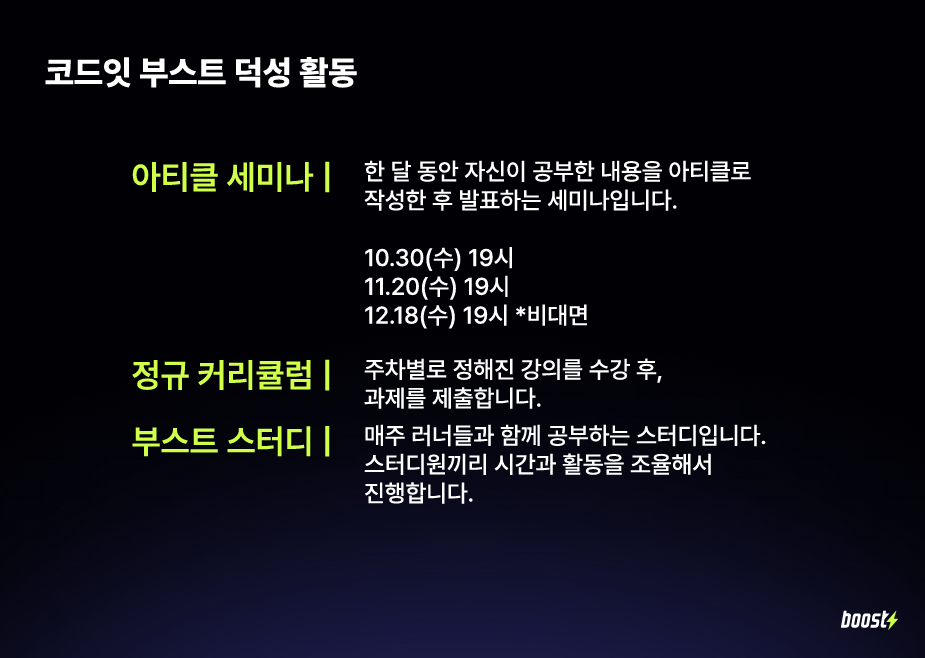 코드잇 부스트 덕성 활동
아티클 세미나 |
한 달 동안 자신이 공부한 내용을 아티클로
작성한 후 발표하는 세미나입니다.
10.30(수) 19시
11.20(수) 19시
12.18(수) 19시 *비대면
정규 커리큘럼 |
주차별로 정해진 강의를 수강 후,
과제를 제출합니다.
부스트 스터디 |
매주 러너들과 함께 공부하는 스터디입니다.
스터디원끼리 시간과 활동을 조율해서
진행합니다.
boost